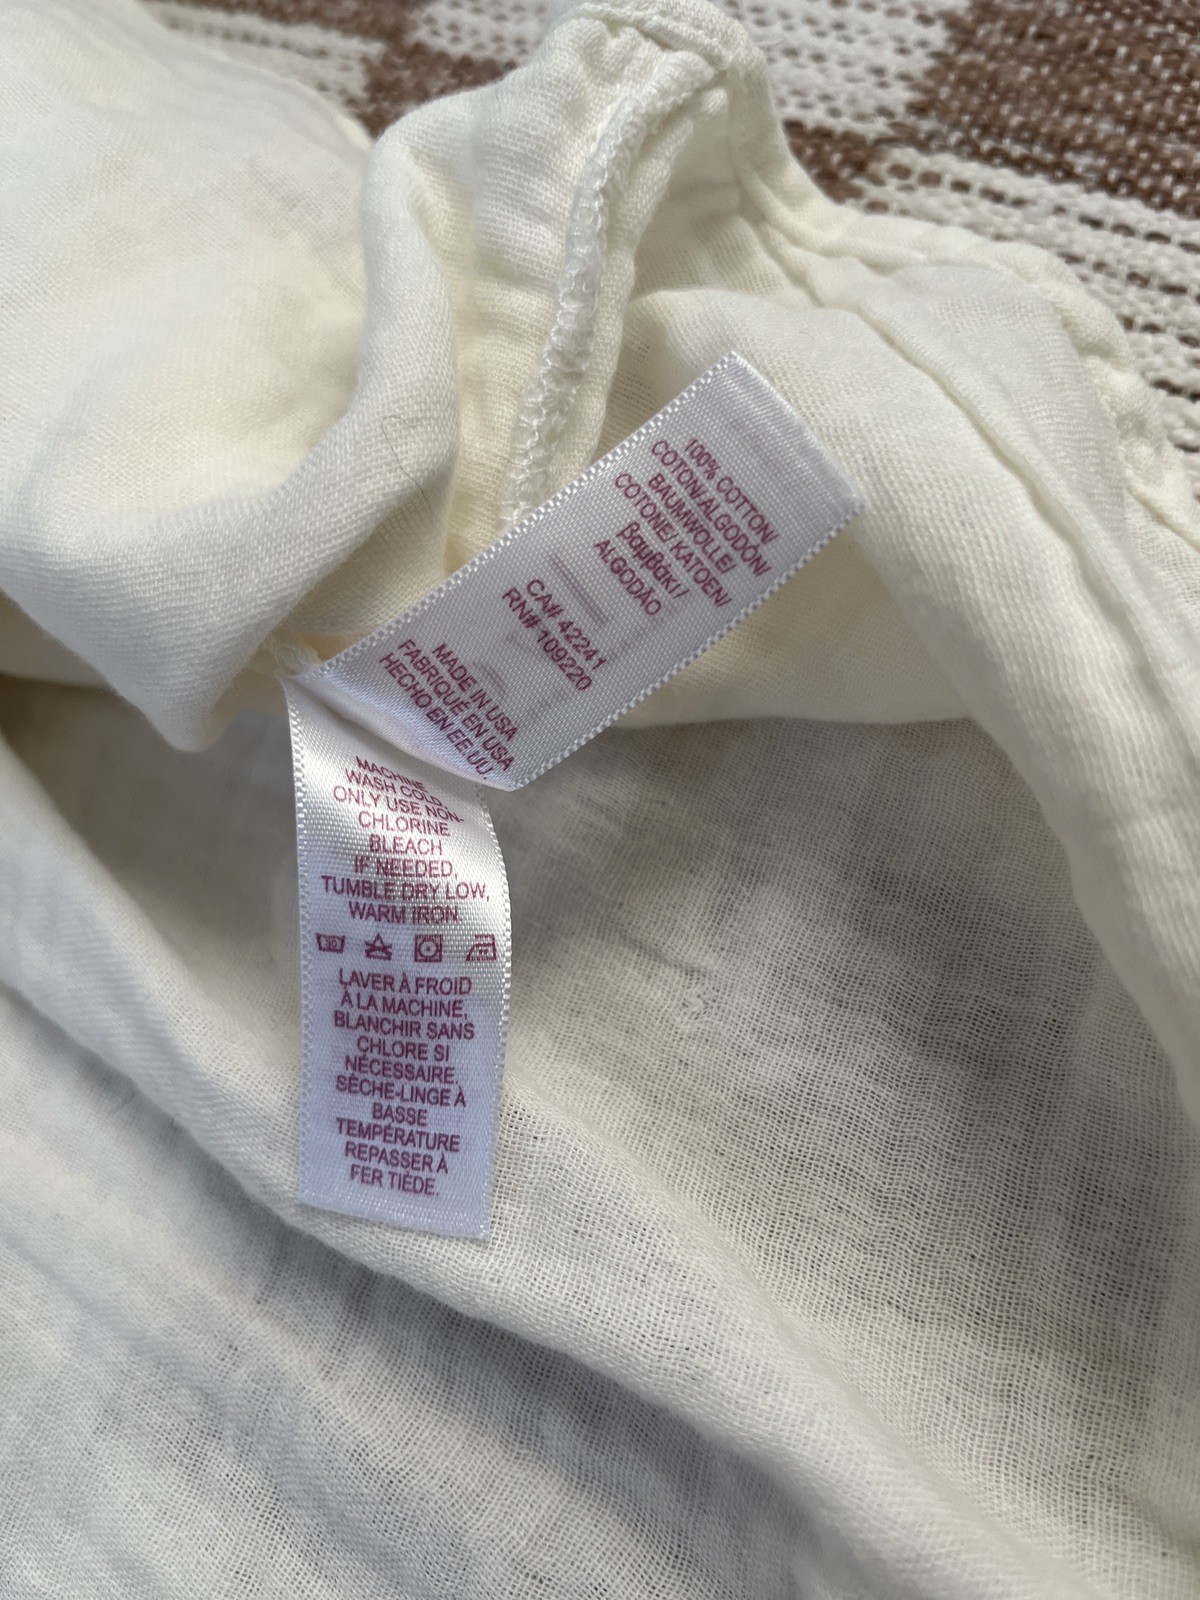 100% COTTON/
COTON/ALGODÓN/
BAUMWOLLE/
COTONE/KATOEN/
βαμβάκι/
ALGODÃO
CA# 42241
RN# 109220
MADE IN USA
FABRIQUÉ EN USA
HECHO EN EE.UU.
MACHINE
WASH COLD,
ONLY USE NON-
CHLORINE
BLEACH
IF NEEDED,
TUMBLE DRY LOW,
WARM IRON
30
LAVER À FROID
À LA MACHINE,
BLANCHIR SANS
CHLORE SI
NÉCESSAIRE,
SÈCHE-LINGE À
BASSE
TEMPÉRATURE
REPASSER À
FER TIÈDE.